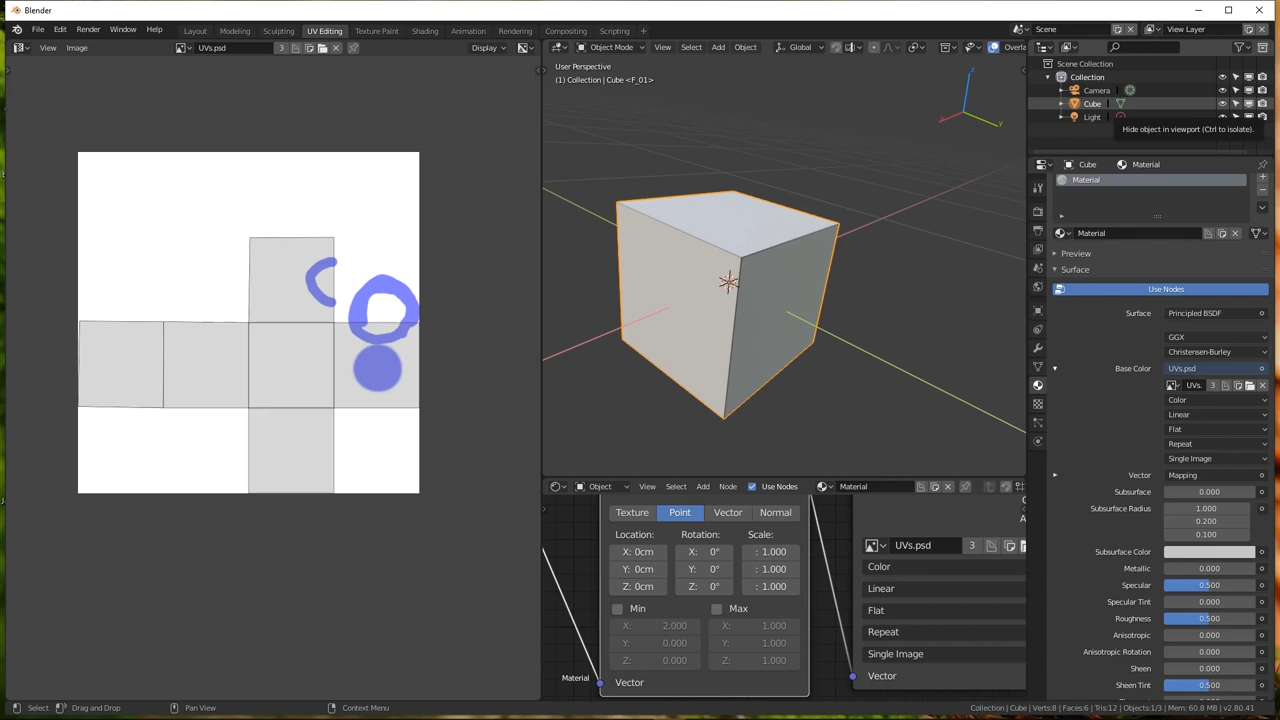 Blender
File Edit Render Window Help Layout Modeling Sculpting UV Editing Texture Paint Shading Animation Rendering Compositing Scripting + Scene View Layer
View Image UVs.psd 3 Display Object Mode View Select Add Object Global Overla
User Perspective
(1) Collection | Cube <F_01>
z
x
y
Scene Collection
Collection
Camera
Cube
Light
Hide object in viewport (Ctrl to isolate).
Cube Material
Material
Material
Preview
Surface
Use Nodes
Surface: Principled BSDF
GGX
Christensen-Burley
Base Color UVs.psd
UVs. 3
Color
Linear
Flat
Repeat
Single Image
Vector: Mapping
Subsurface 0.000
Subsurface Radius 1.000
0.200
0.100
Subsurface Color
Metallic 0.000
Specular 0.500
Specular Tint 0.000
Roughness 0.500
Anisotropic 0.000
Anisotropic Rotation 0.000
Sheen 0.000
Sheen Tint 0.500
Object View Select Add Node Use Nodes Material
Texture Point Vector Normal
Location: Rotation: Scale:
X: 0cm X: 0° : 1.000
Y: 0cm Y: 0° : 1.000
Z: 0cm Z: 0° : 1.000
Min Max
X: 2.000 X: 1.000
Y: 0.000 Y: 1.000
Z: 0.000 Z: 1.000
Vector
Material
UVs.psd 3
Color
Linear
Flat
Repeat
Single Image
Vector
Select Drag and Drop Pan View Context Menu Collection | Cube | Verts:8 | Faces:6 | Tris:12 | Objects:1/3 | Mem: 60.8 MB | v2.80.41